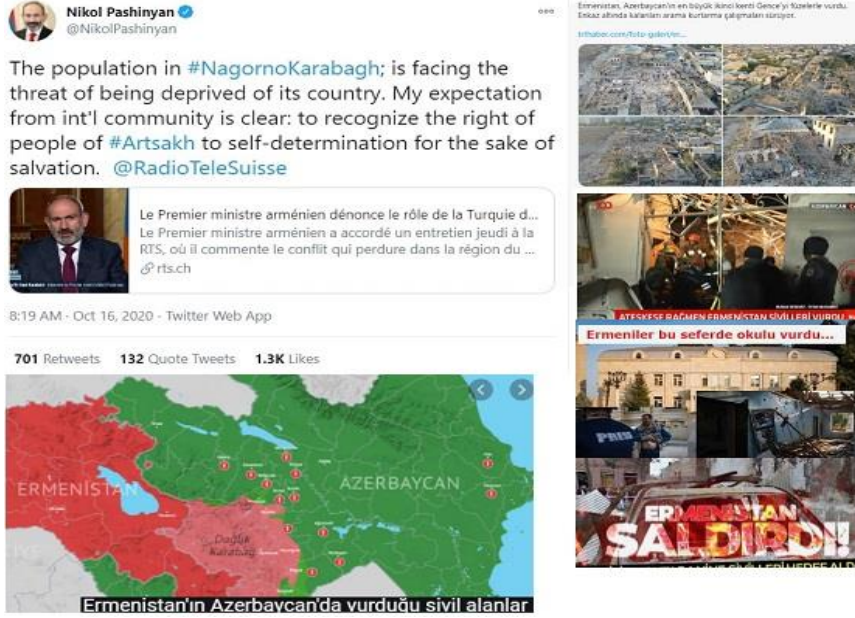 Nikol Pashinyan
@NikolPashinyan
The population in #NagornoKarabagh; is facing the
threat of being deprived of its country. My expectation
from int'l community is clear: to recognize the right of
people of #Artsakh to self-determination for the sake of
salvation. @RadioTeleSuisse
Le Premier ministre arménien dénonce le rôle de la Turquie d...
Le Premier ministre arménien a accordé un entretien jeudi à la
RTS, où il commente le conflit qui perdure dans la région du ...
rts.ch
8:19 AM · Oct 16, 2020 · Twitter Web App
701 Retweets 132 Quote Tweets 1.3K Likes
ERMENİSTAN
AZERBAYCAN
Dağlık
Karabağ
Ermenistan'ın Azerbaycan'da vurduğu sivil alanlar
Ermenistan, Azerbaycan'ın en büyük ikinci kenti Gence'yi füzelerle vurdu.
Enkaz altında kalanları arama kurtarma çalışmaları sürüyor.
trthaber.com/foto-galeri/er...
AZERBAYCAN
ATEŞKESE RAĞMEN ERMENİSTAN SİVİLLERİ VURDU
Ermeniler bu seferde okulu vurdu...
PRESS
ERMENİSTAN
SALDIRDI!